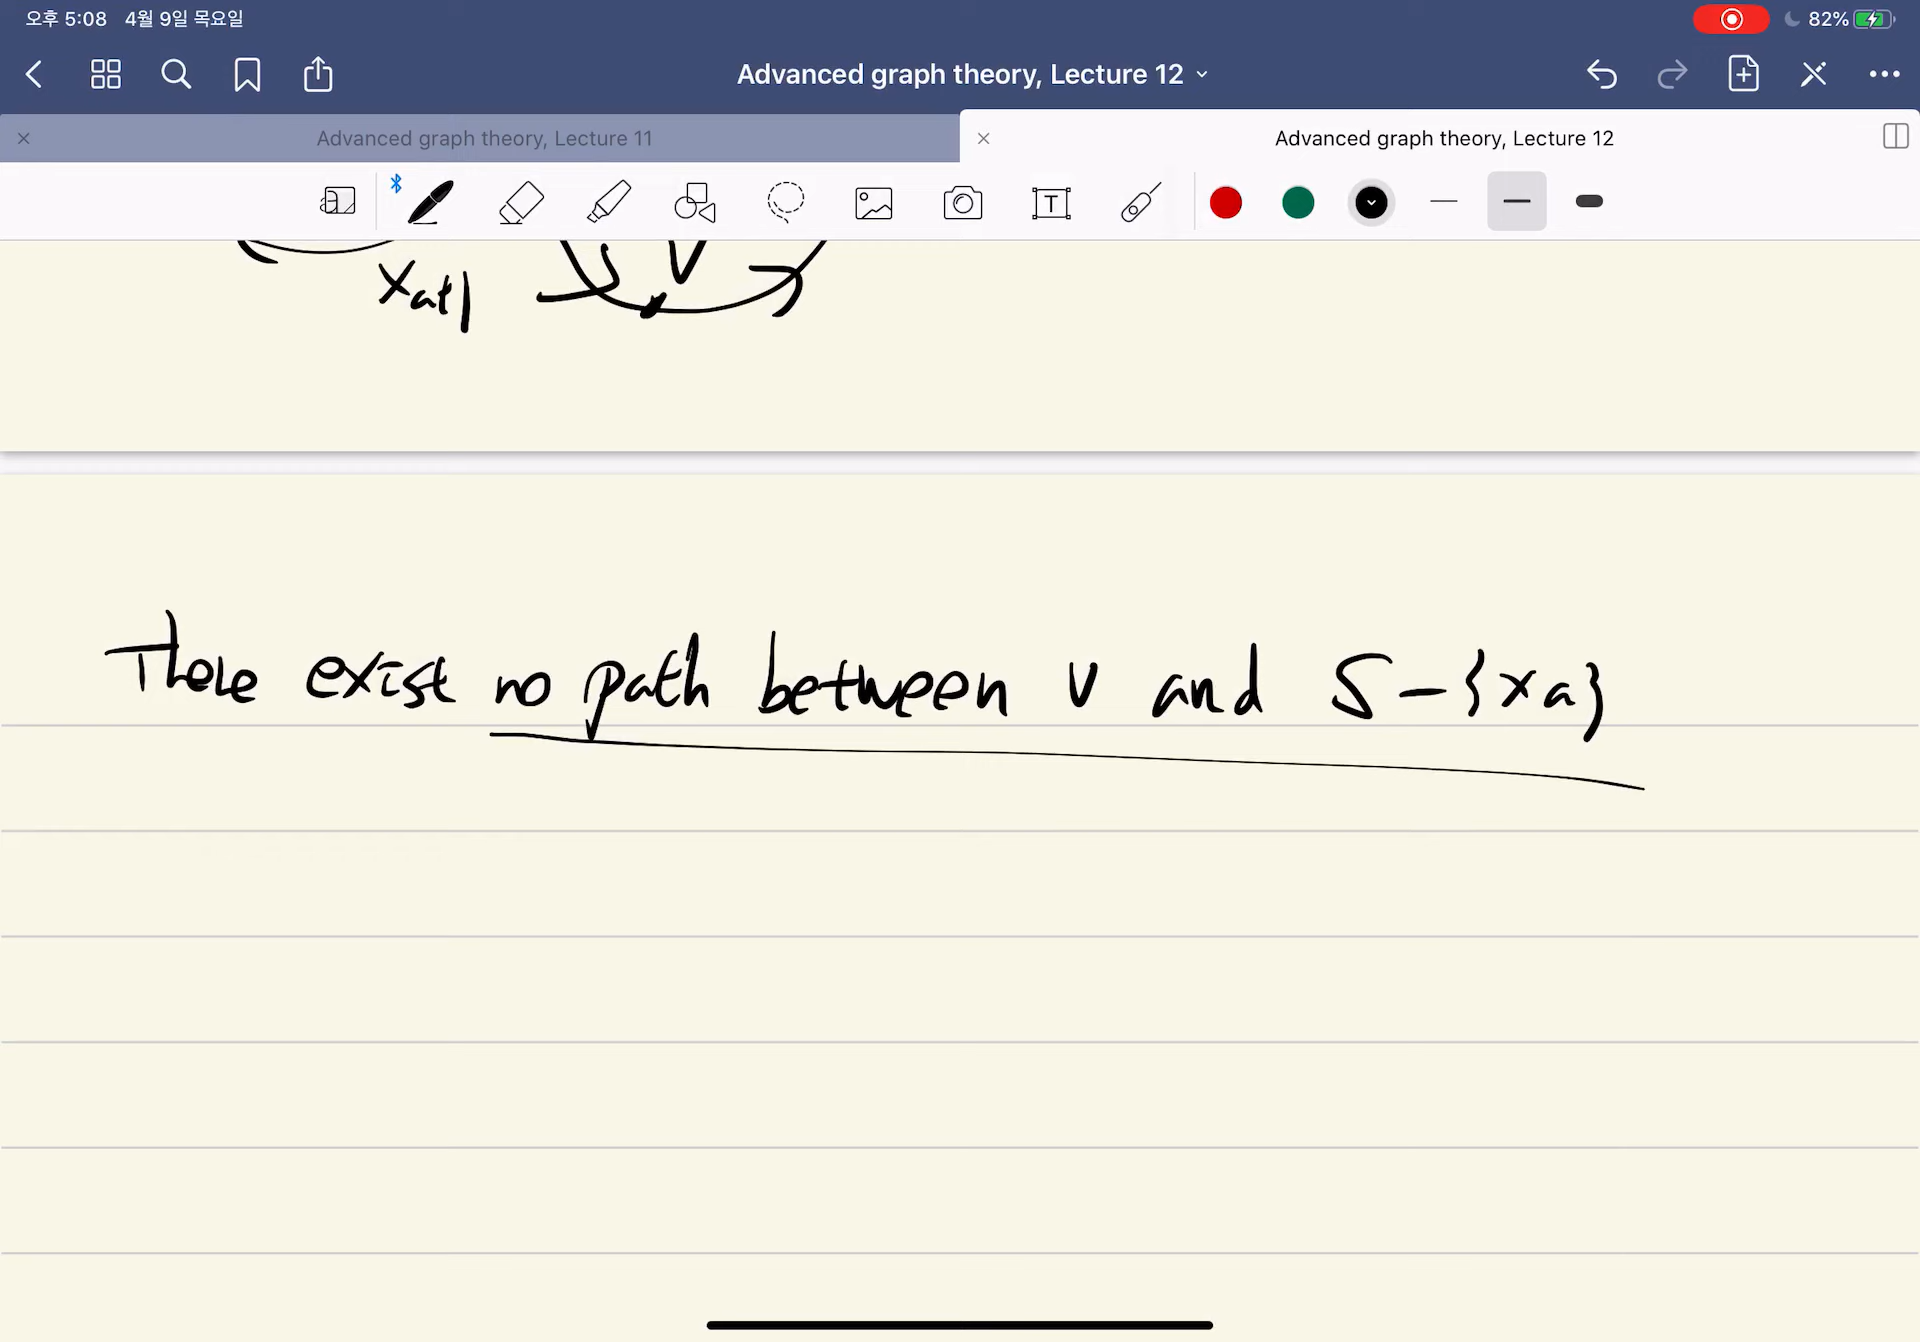 오후 5:08 4월 9일 목요일
82%
Advanced graph theory, Lecture 12
Advanced graph theory, Lecture 11
Advanced graph theory, Lecture 12
T
V
Xa+1
There exist no path between v and S-{xa}